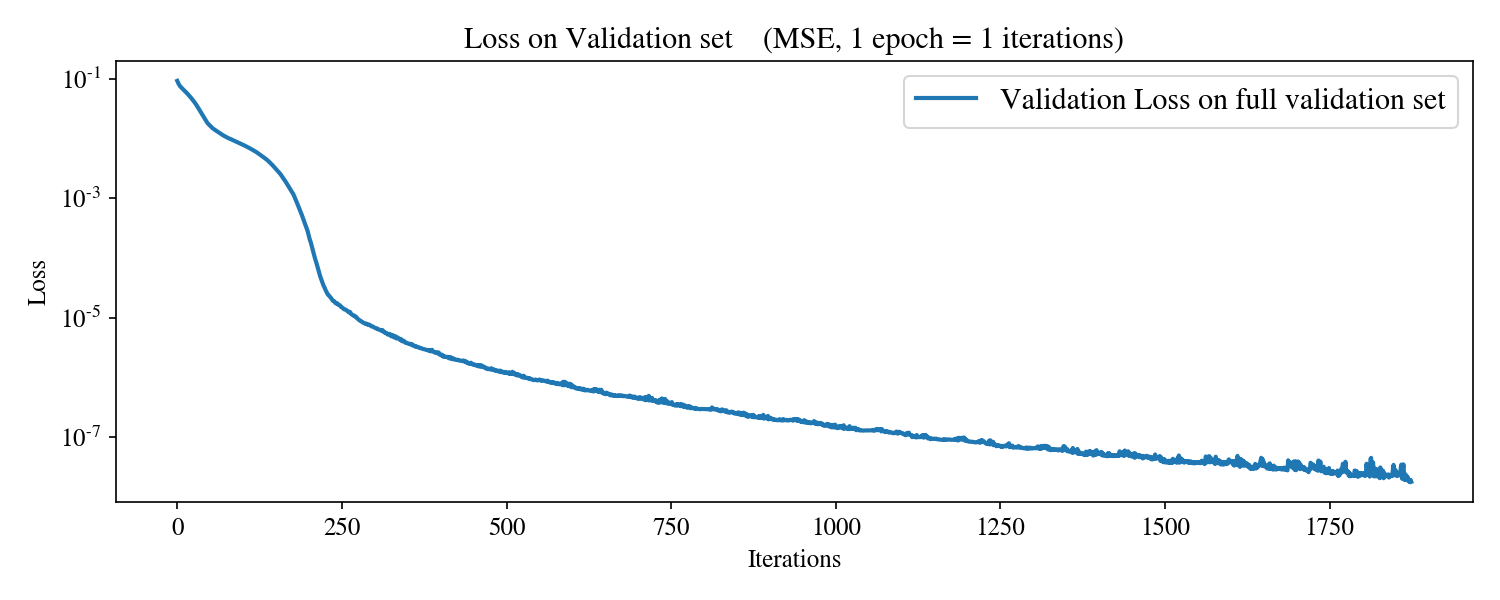 Loss on Validation set (MSE, 1 epoch = 1 iterations)
Validation Loss on full validation set
10⁻¹
10⁻³
10⁻⁵
10⁻⁷
Loss
0 250 500 750 1000 1250 1500 1750
Iterations